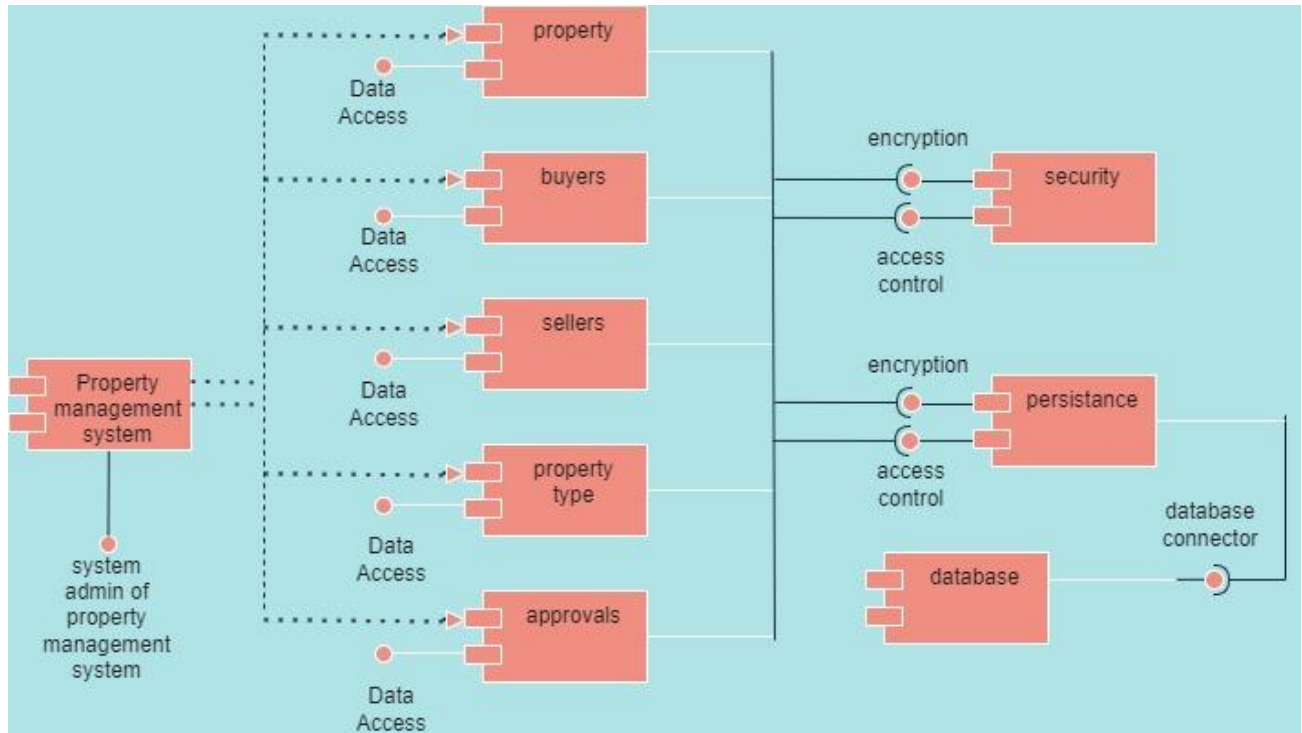 property
Data
Access
encryption
buyers
security
Data
Access
access
control
sellers
encryption
Property
management
system
Data
Access
persistance
access
control
property
type
database
connector
Data
Access
system
admin of
property
management
system
database
approvals
Data
Access